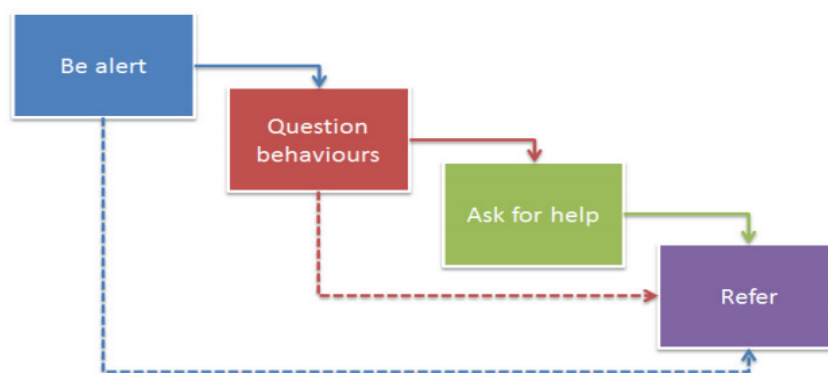 Be alert
Question
behaviours
Ask for help
Refer